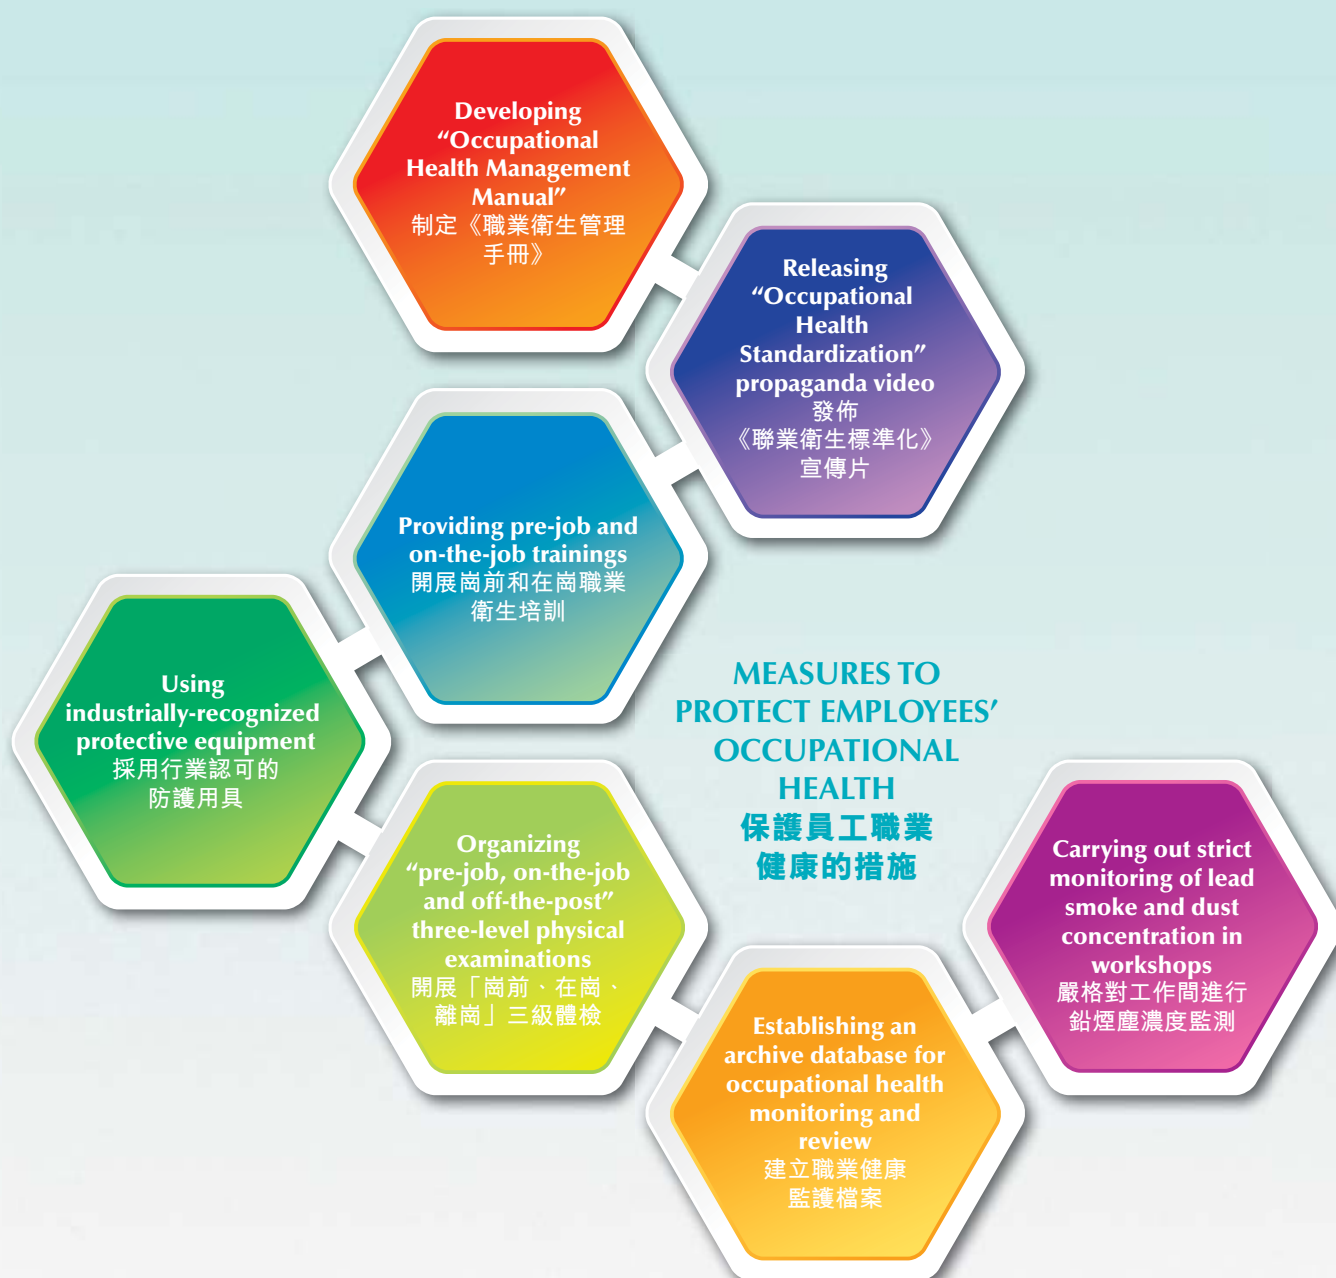 Developing
“Occupational
Health Management
Manual”
制定《職業衛生管理
手冊》
Releasing
“Occupational
Health
Standardization”
propaganda video
發佈
《聯業衛生標準化》
宣傳片
Providing pre-job and
on-the-job trainings
開展崗前和在崗職業
衛生培訓
Using
industrially-recognized
protective equipment
採用行業認可的
防護用具
MEASURES TO
PROTECT EMPLOYEES’
OCCUPATIONAL
HEALTH
保護員工職業
健康的措施
Organizing
“pre-job, on-the-job
and off-the-post”
three-level physical
examinations
開展「崗前、在崗、
離崗」三級體檢
Carrying out strict
monitoring of lead
smoke and dust
concentration in
workshops
嚴格對工作間進行
鉛煙塵濃度監測
Establishing an
archive database for
occupational health
monitoring and
review
建立職業健康
監護檔案